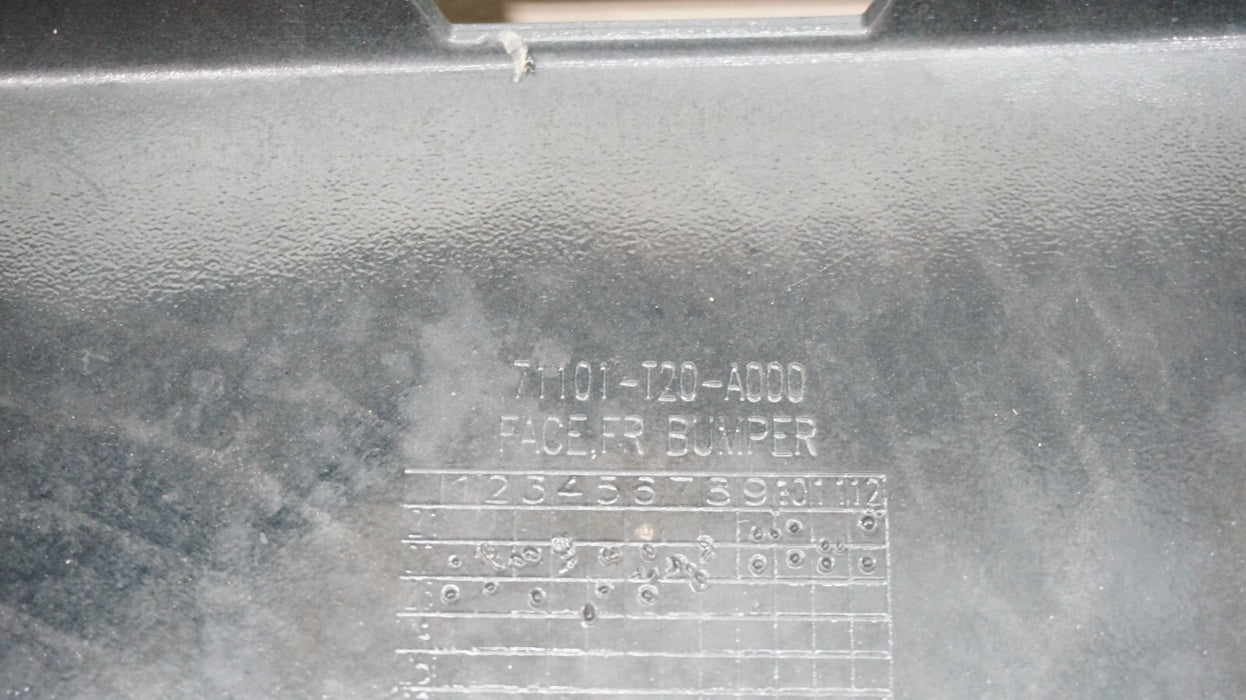 71101-T20-A000
FACE,FR BUMPER
1 2 3 4 5 6 7 8 9 10 11 12